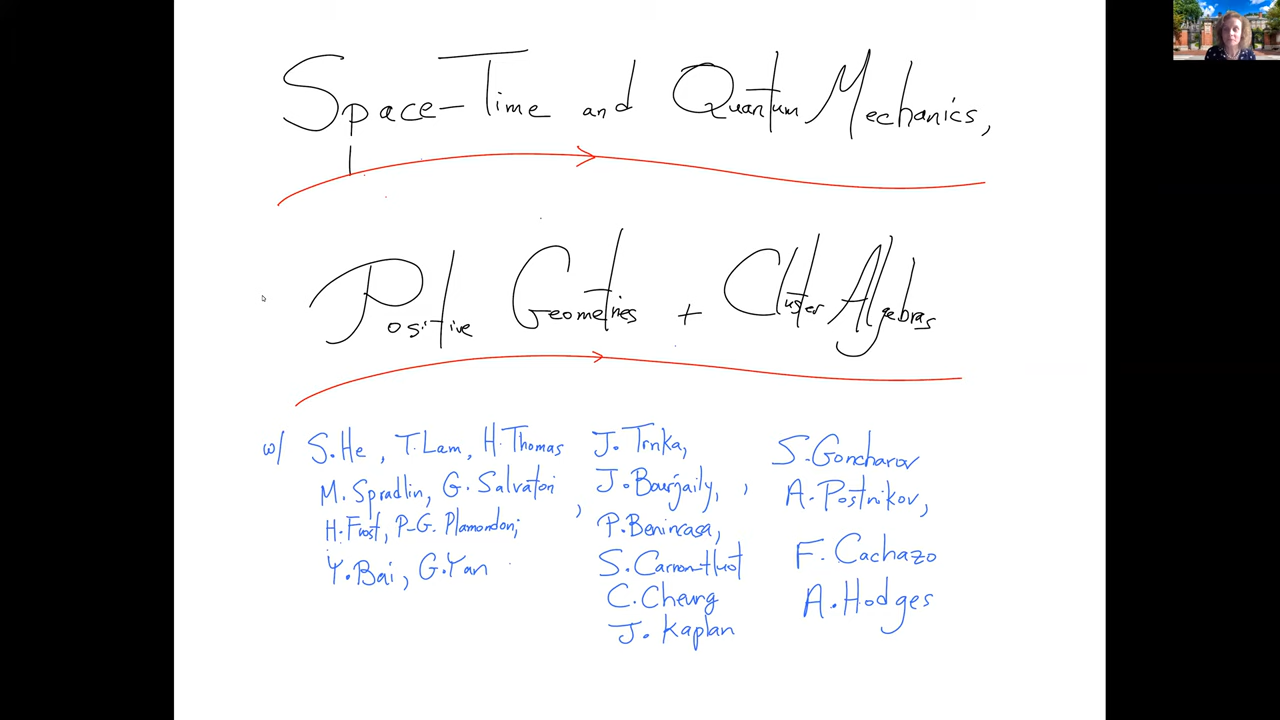 Space-Time and Quantum Mechanics,
Positive Geometries + Cluster Algebras
w/ S. He, T. Lam, H. Thomas
M. Spradlin, G. Salvatori,
H. Frost, P-G. Plamondon,
Y. Bai, G. Yan
J. Trnka,
J. Bourjaily,
P. Benincasa,
S. Caron-Huot
C. Cheung
J. Kaplan
S. Goncharov
A. Postnikov,
F. Cachazo
A. Hodges